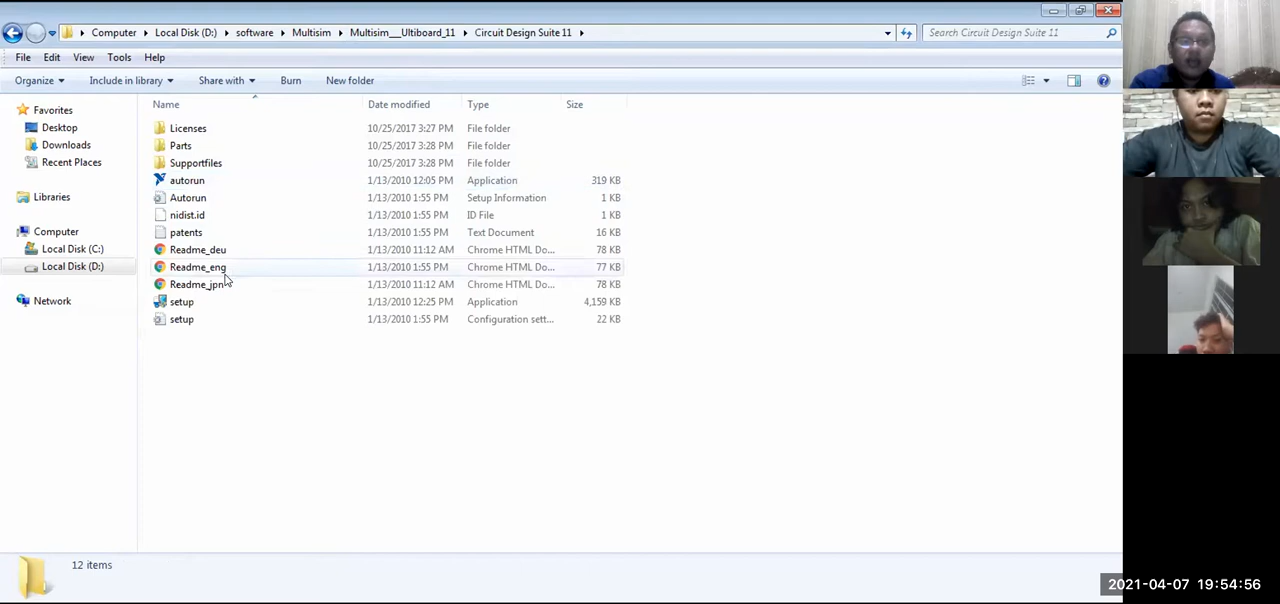 Computer Local Disk (D:) software Multisim Multisim__Ultiboard_11 Circuit Design Suite 11 Search Circuit Design Suite 11
File Edit View Tools Help
Organize Include in library Share with Burn New folder
Name Date modified Type Size
Favorites
Desktop
Downloads
Recent Places
Libraries
Computer
Local Disk (C:)
Local Disk (D:)
Network
Licenses 10/25/2017 3:27 PM File folder
Parts 10/25/2017 3:28 PM File folder
Supportfiles 10/25/2017 3:28 PM File folder
autorun 1/13/2010 12:05 PM Application 319 KB
Autorun 1/13/2010 1:55 PM Setup Information 1 KB
nidist.id 1/13/2010 1:55 PM ID File 1 KB
patents 1/13/2010 1:55 PM Text Document 16 KB
Readme_deu 1/13/2010 11:12 AM Chrome HTML Do... 78 KB
Readme_eng 1/13/2010 1:55 PM Chrome HTML Do... 77 KB
Readme_jpn 1/13/2010 11:12 AM Chrome HTML Do... 78 KB
setup 1/13/2010 12:25 PM Application 4,159 KB
setup 1/13/2010 1:55 PM Configuration sett... 22 KB
12 items
2021-04-07 19:54:56